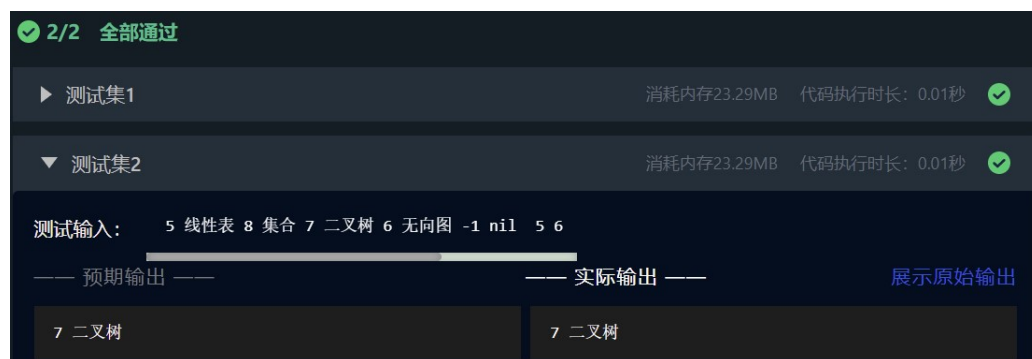 2/2 全部通过
测试集1 消耗内存23.29MB 代码执行时长：0.01秒
测试集2 消耗内存23.29MB 代码执行时长：0.01秒
测试输入： 5 线性表 8 集合 7 二叉树 6 无向图 -1 nil 5 6
—— 预期输出 —— —— 实际输出 —— 展示原始输出
7 二叉树 7 二叉树